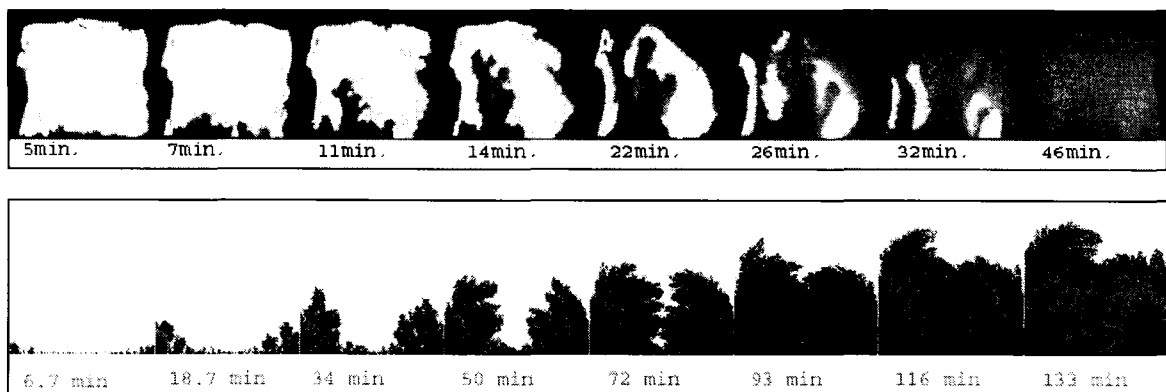 5min. 7min. 11min. 14min. 22min. 26min. 32min. 46min.
6.7 min 18.7 min 34 min 50 min 72 min 93 min 116 min 133 min